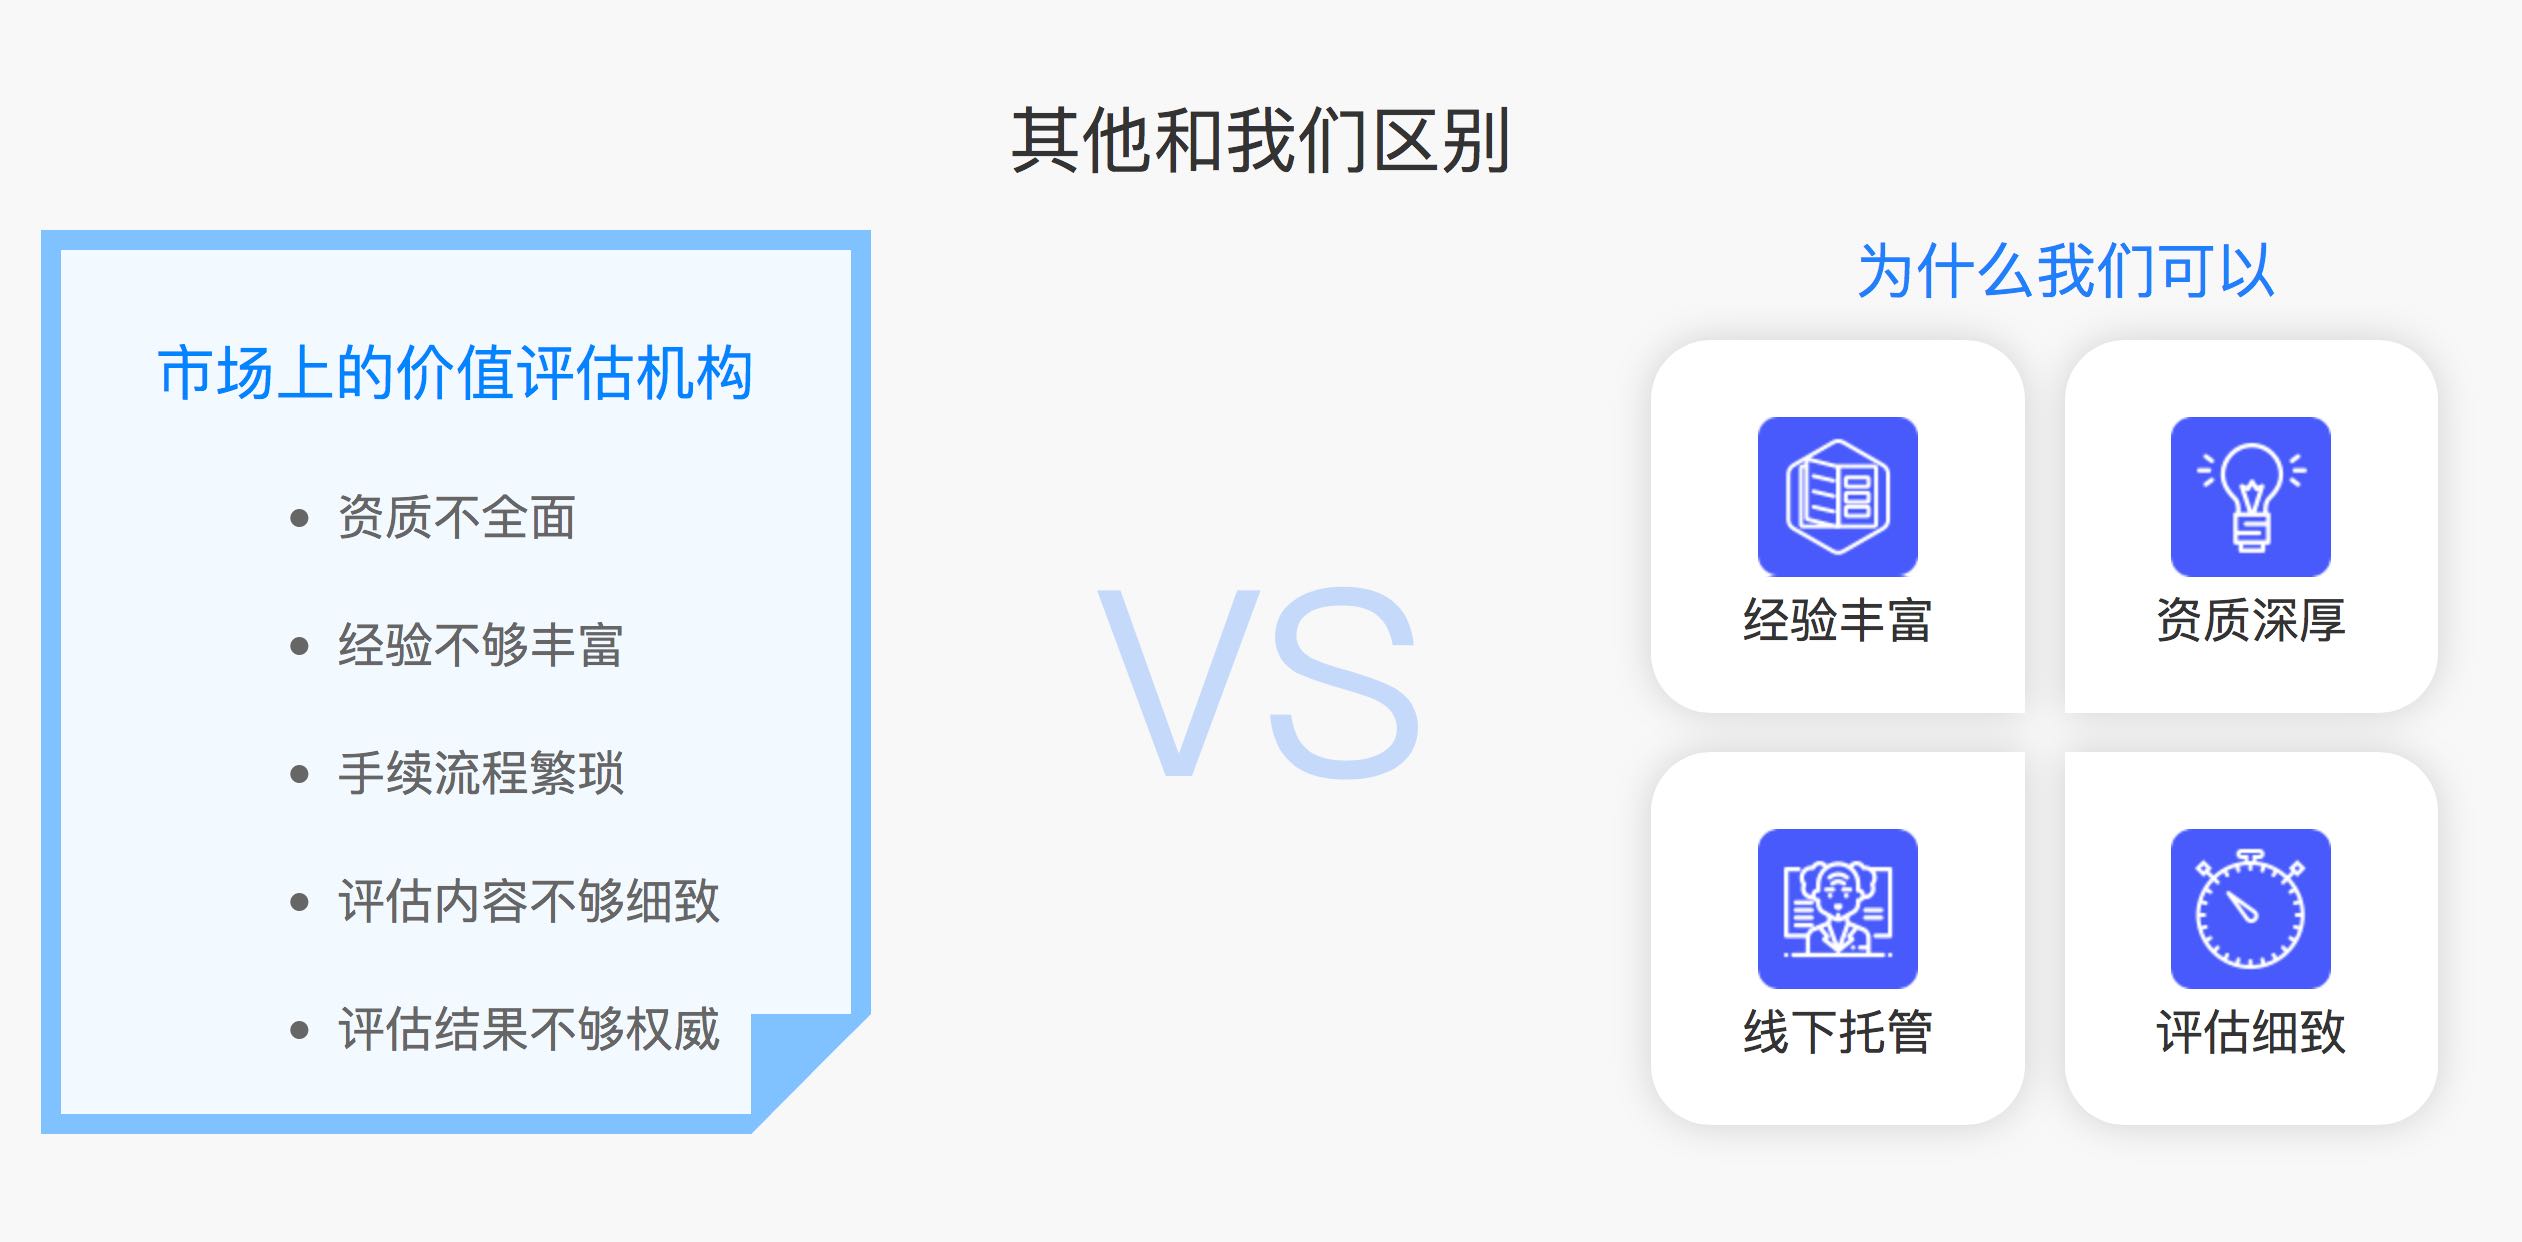 其他和我们区别
市场上的价值评估机构
资质不全面
经验不够丰富
手续流程繁琐
评估内容不够细致
评估结果不够权威
VS
为什么我们可以
经验丰富
资质深厚
线下托管
评估细致